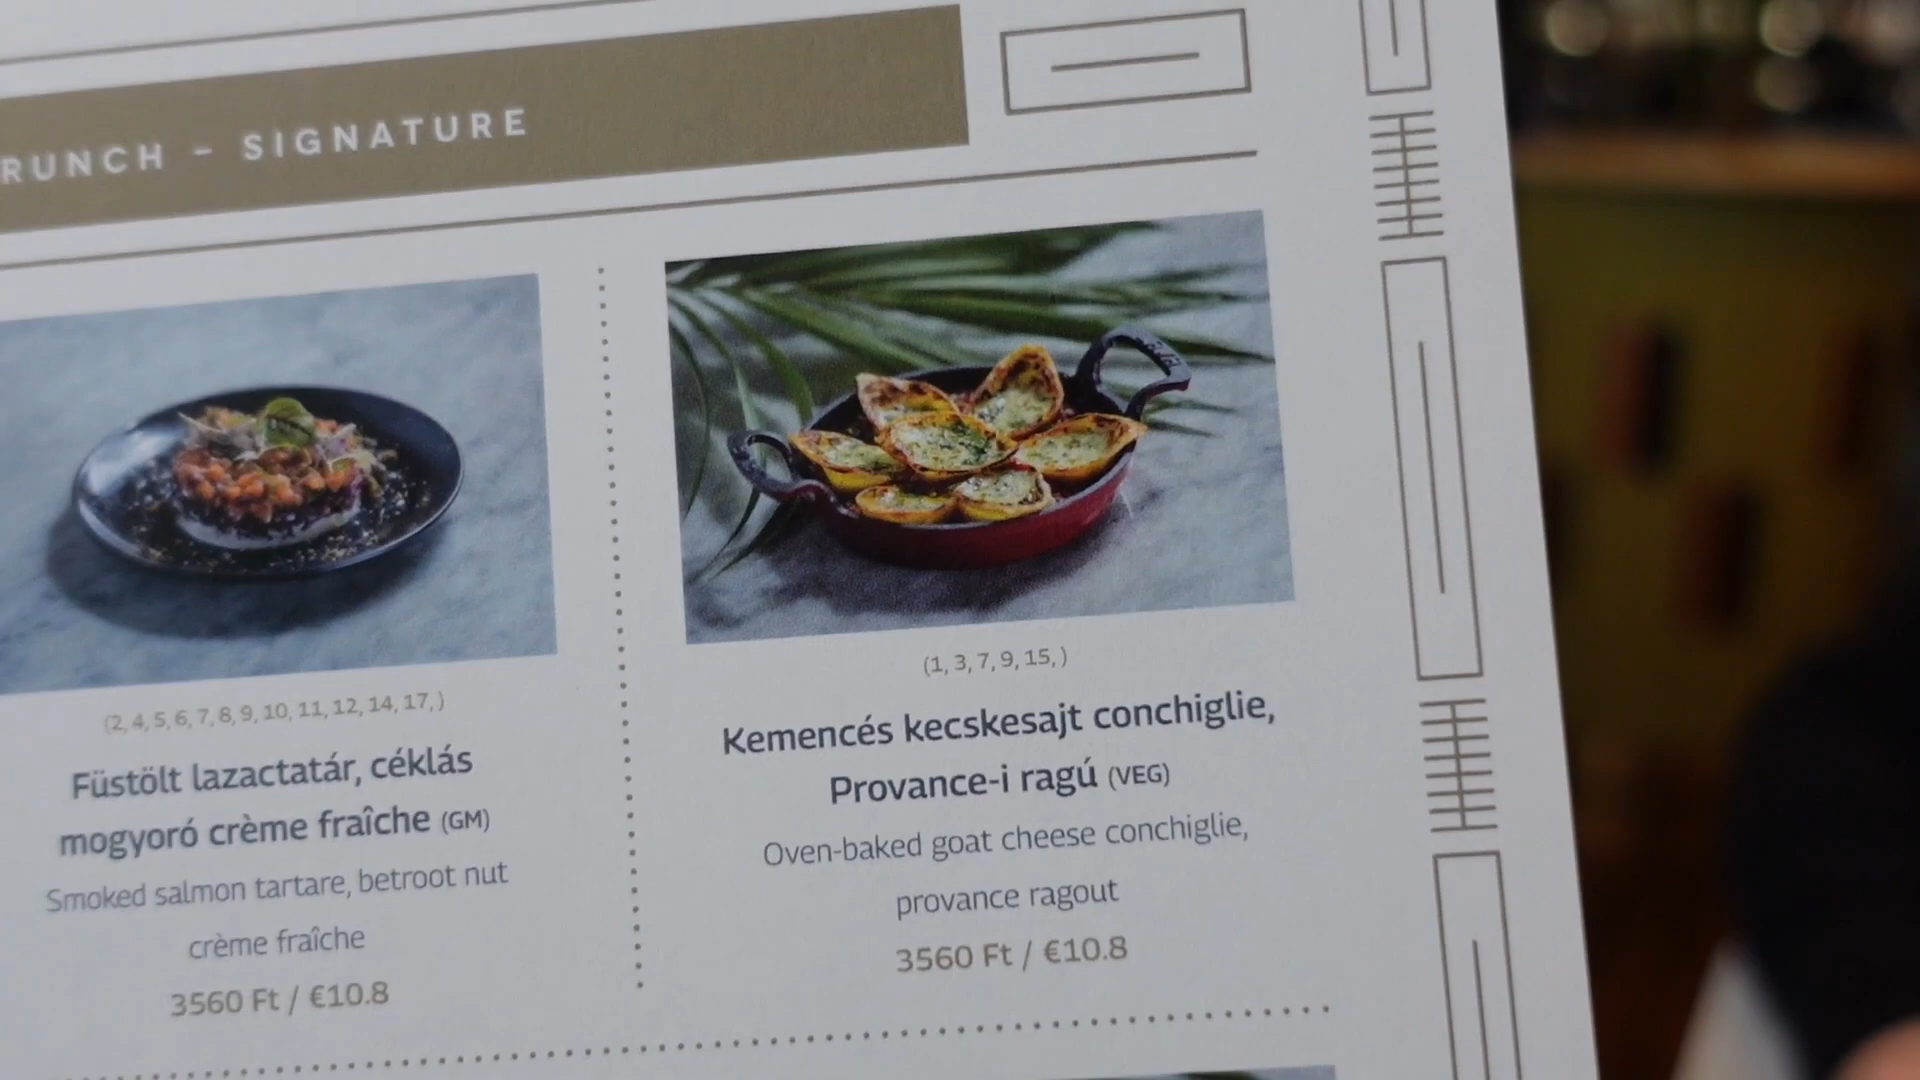 RUNCH – SIGNATURE
(2, 4, 5, 6, 7, 8, 9, 10, 11, 12, 14, 17, )
Füstölt lazactatár, céklás
mogyoró crème fraîche (GM)
Smoked salmon tartare, betroot nut
crème fraîche
3560 Ft / €10.8
(1, 3, 7, 9, 15, )
Kemencés kecskesajt conchiglie,
Provance-i ragú (VEG)
Oven-baked goat cheese conchiglie,
provance ragout
3560 Ft / €10.8